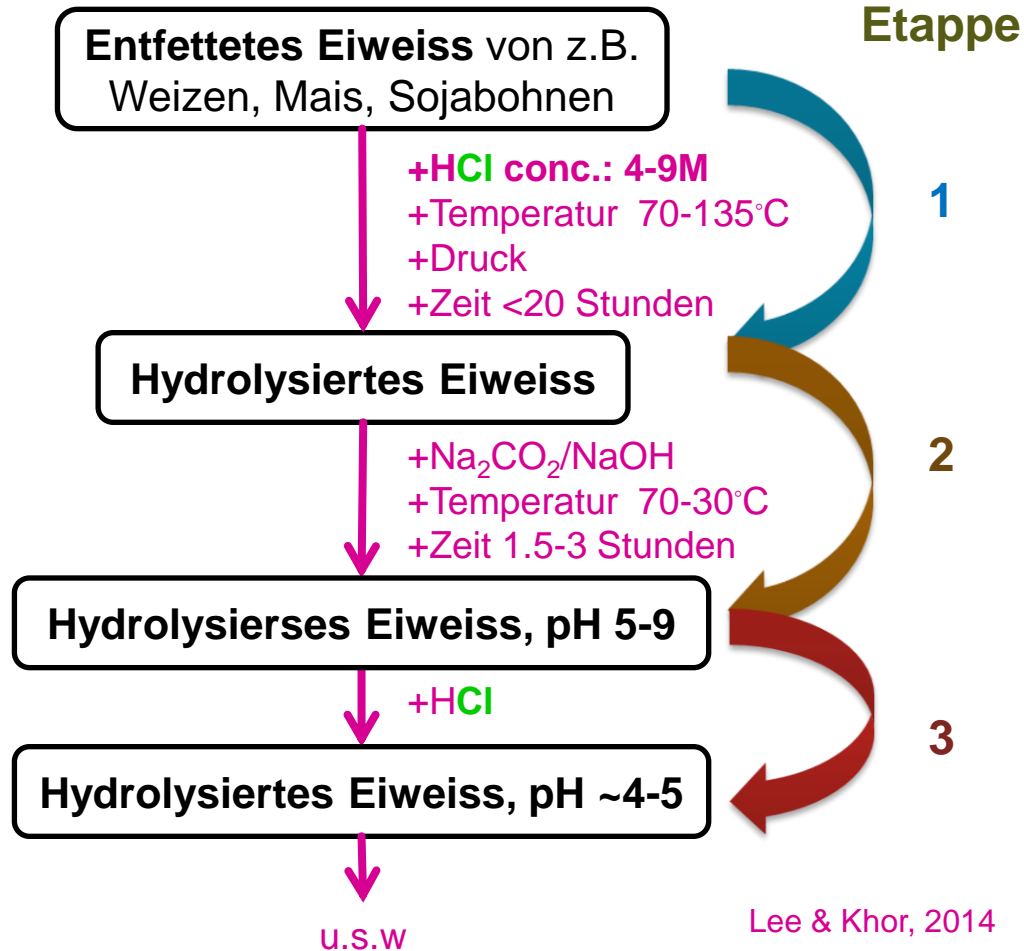 Etappe
Entfettetes Eiweiss von z.B.
Weizen, Mais, Sojabohnen
+HCl conc.: 4-9M
+Temperatur 70-135°C
+Druck
+Zeit <20 Stunden
1
Hydrolysiertes Eiweiss
+Na₂CO₂/NaOH
+Temperatur 70-30°C
+Zeit 1.5-3 Stunden
2
Hydrolysierses Eiweiss, pH 5-9
+HCl
3
Hydrolysiertes Eiweiss, pH ~4-5
u.s.w
Lee & Khor, 2014